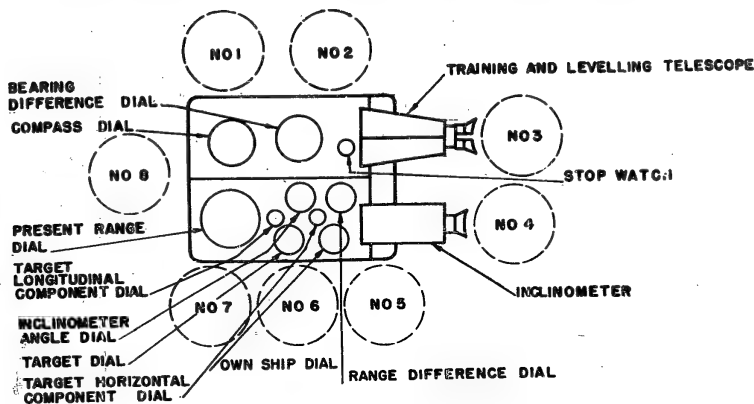 NO 1
NO 2
TRAINING AND LEVELLING TELESCOPE
BEARING
DIFFERENCE DIAL
COMPASS DIAL
NO 3
NO 8
STOP WATCH
NO 4
PRESENT RANGE
DIAL
TARGET
LONGITUDINAL
COMPONENT DIAL
INCLINOMETER
NO 7
NO 6
NO 5
INCLINOMETER
ANGLE DIAL
TARGET DIAL
OWN SHIP DIAL
RANGE DIFFERENCE DIAL
TARGET HORIZONTAL
COMPONENT DIAL